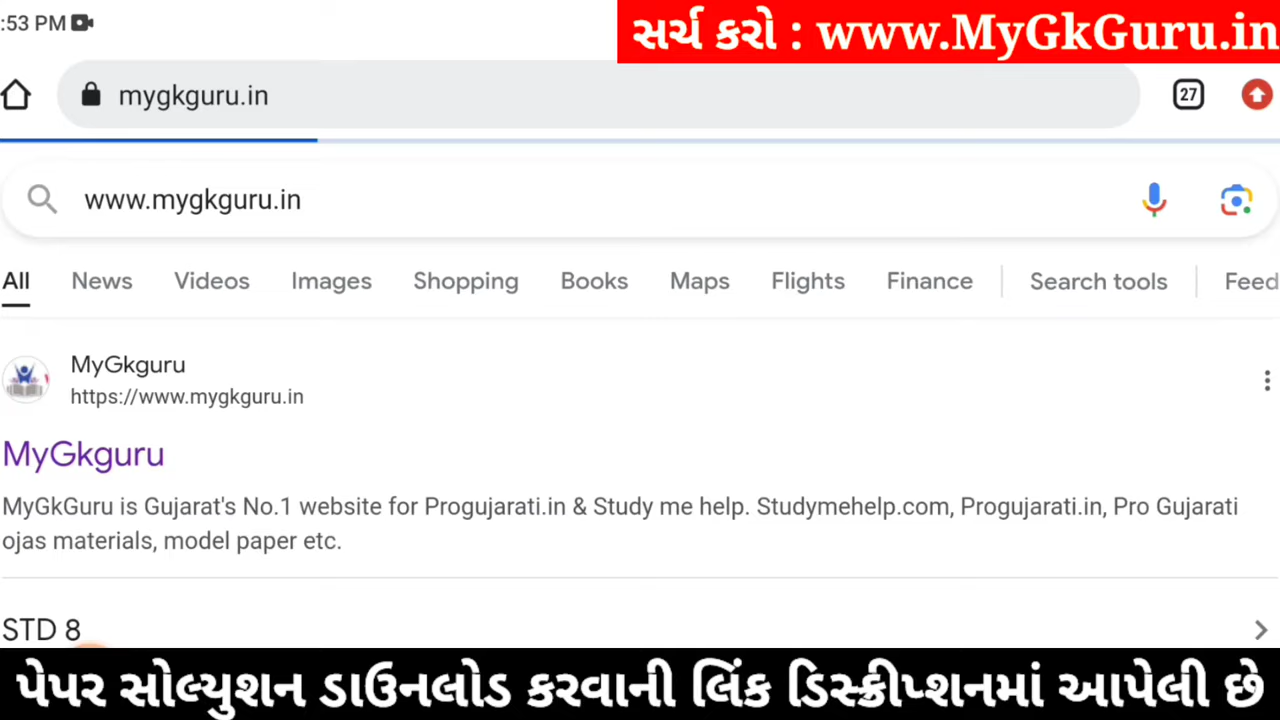 :53 PM
સર્ચ કરો : www.MyGkGuru.in
mygkguru.in
27
www.mygkguru.in
All News Videos Images Shopping Books Maps Flights Finance Search tools Feed
MyGkguru
https://www.mygkguru.in
MyGkguru
MyGkGuru is Gujarat's No.1 website for Progujarati.in & Study me help. Studymehelp.com, Progujarati.in, Pro Gujarati
ojas materials, model paper etc.
STD 8
પેપર સોલ્યુશન ડાઉનલોડ કરવાની લિંક ડિસ્ક્રીપ્શનમાં આપેલી છે